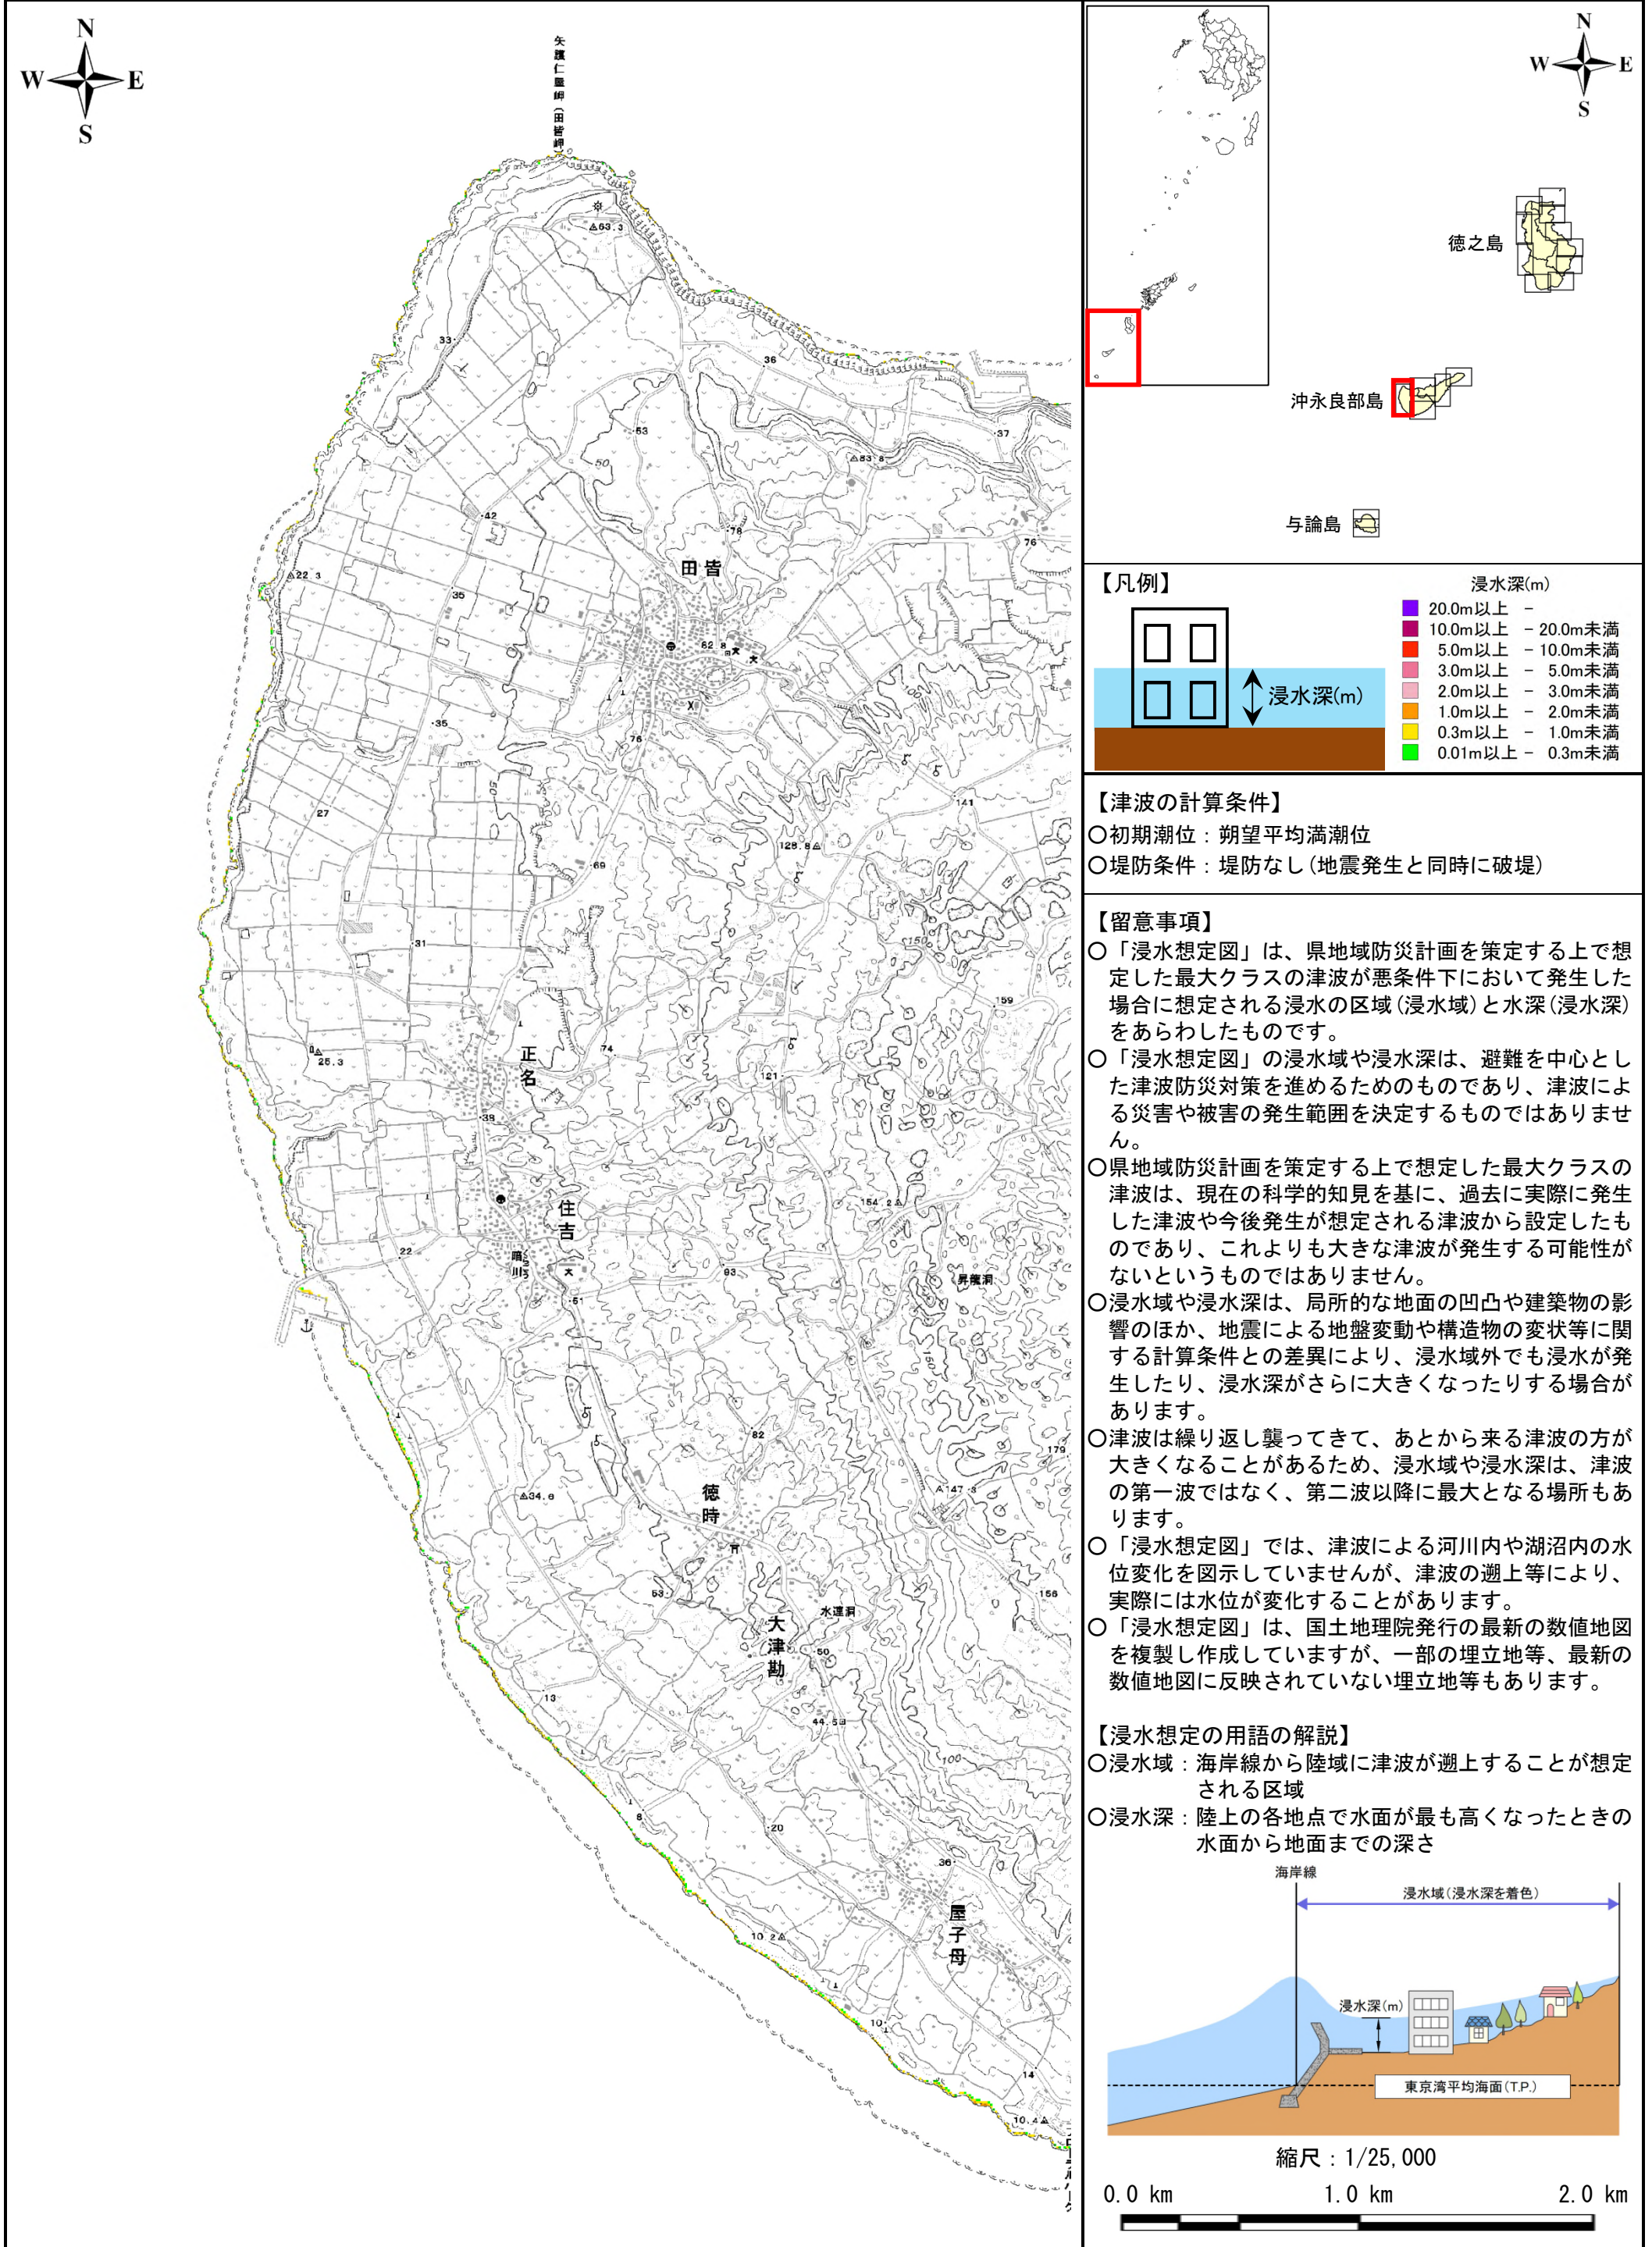 N
W E
S
矢護仁屋岬(田皆岬)
63.3
33
36
63
50
37
83.8
42
78
76
田皆
22.3
35
62.8
100
35
76
50
141
27
128.8
69
31
150
159
25.3
正名
74
121
38
154.2
住吉
22
暗川
93
昇龍洞
51
150
82
179
34.6
徳時
147.3
53
156
水連洞
大津勘
50
13
44.5
100
8
20
36
屋子母
10.2
10
14
10.4
N
W E
S
徳之島
沖永良部島
与論島
【凡例】
浸水深(m)
20.0m以上 -
10.0m以上 - 20.0m未満
5.0m以上 - 10.0m未満
3.0m以上 - 5.0m未満
2.0m以上 - 3.0m未満
1.0m以上 - 2.0m未満
0.3m以上 - 1.0m未満
0.01m以上 - 0.3m未満
浸水深(m)
【津波の計算条件】
○初期潮位:朔望平均満潮位
○堤防条件:堤防なし(地震発生と同時に破堤)
【留意事項】
○「浸水想定図」は、県地域防災計画を策定する上で想
定した最大クラスの津波が悪条件下において発生した
場合に想定される浸水の区域(浸水域)と水深(浸水深)
をあらわしたものです。
○「浸水想定図」の浸水域や浸水深は、避難を中心とし
た津波防災対策を進めるためのものであり、津波によ
る災害や被害の発生範囲を決定するものではありませ
ん。
○県地域防災計画を策定する上で想定した最大クラスの
津波は、現在の科学的知見を基に、過去に実際に発生
した津波や今後発生が想定される津波から設定したも
のであり、これよりも大きな津波が発生する可能性が
ないというものではありません。
○浸水域や浸水深は、局所的な地面の凹凸や建築物の影
響のほか、地震による地盤変動や構造物の変状等に関
する計算条件との差異により、浸水域外でも浸水が発
生したり、浸水深がさらに大きくなったりする場合が
あります。
○津波は繰り返し襲ってきて、あとから来る津波の方が
大きくなることがあるため、浸水域や浸水深は、津波
の第一波ではなく、第二波以降に最大となる場所もあ
ります。
○「浸水想定図」では、津波による河川内や湖沼内の水
位変化を図示していませんが、津波の遡上等により、
実際には水位が変化することがあります。
○「浸水想定図」は、国土地理院発行の最新の数値地図
を複製し作成していますが、一部の埋立地等、最新の
数値地図に反映されていない埋立地等もあります。
【浸水想定の用語の解説】
○浸水域:海岸線から陸域に津波が遡上することが想定
される区域
○浸水深:陸上の各地点で水面が最も高くなったときの
水面から地面までの深さ
海岸線
浸水域(浸水深を着色)
浸水深(m)
東京湾平均海面(T.P.)
縮尺:1/25,000
0.0 km 1.0 km 2.0 km